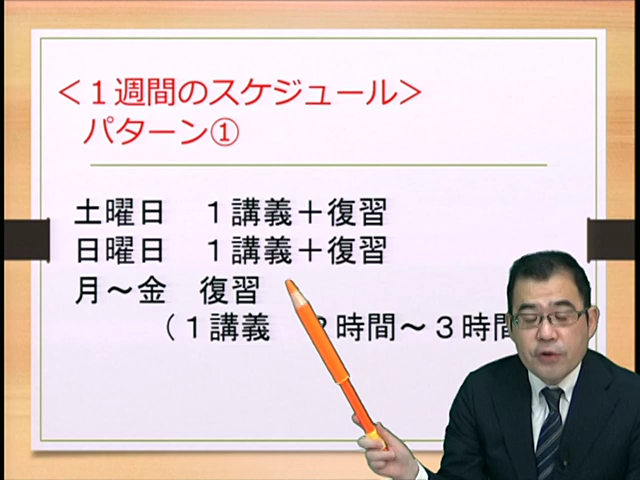 ＜１週間のスケジュール＞
パターン①
土曜日　１講義＋復習
日曜日　１講義＋復習
月～金　復習
（１講義　２時間～３時間